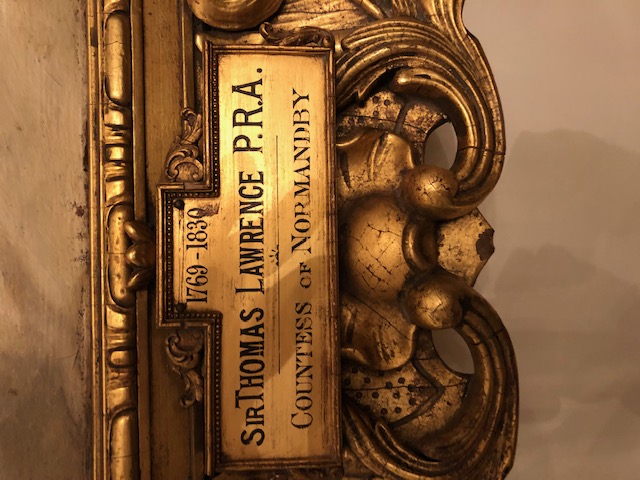 1769-1830
SIR THOMAS LAWRENCE P.R.A.
COUNTESS OF NORMANDBY